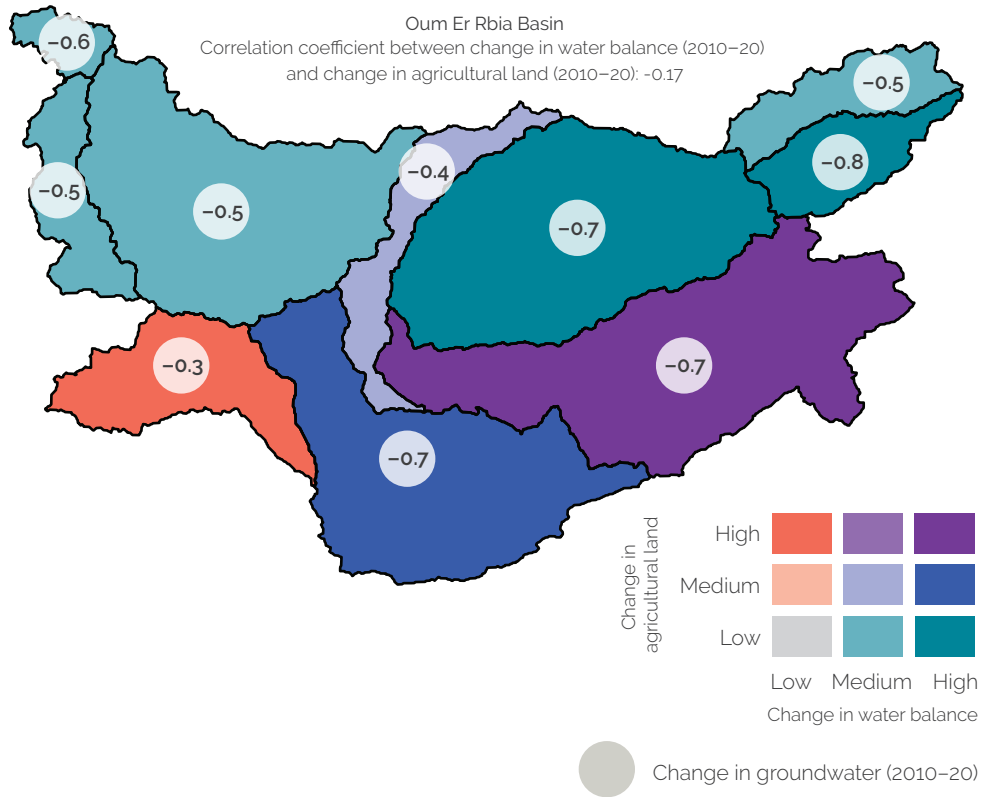 Oum Er Rbia Basin
Correlation coefficient between change in water balance (2010–20)
and change in agricultural land (2010–20): -0.17
–0.6
–0.5
–0.8
–0.4
–0.5
–0.5
–0.7
–0.3
–0.7
–0.7
Change in
agricultural land
High
Medium
Low
Low Medium High
Change in water balance
Change in groundwater (2010–20)